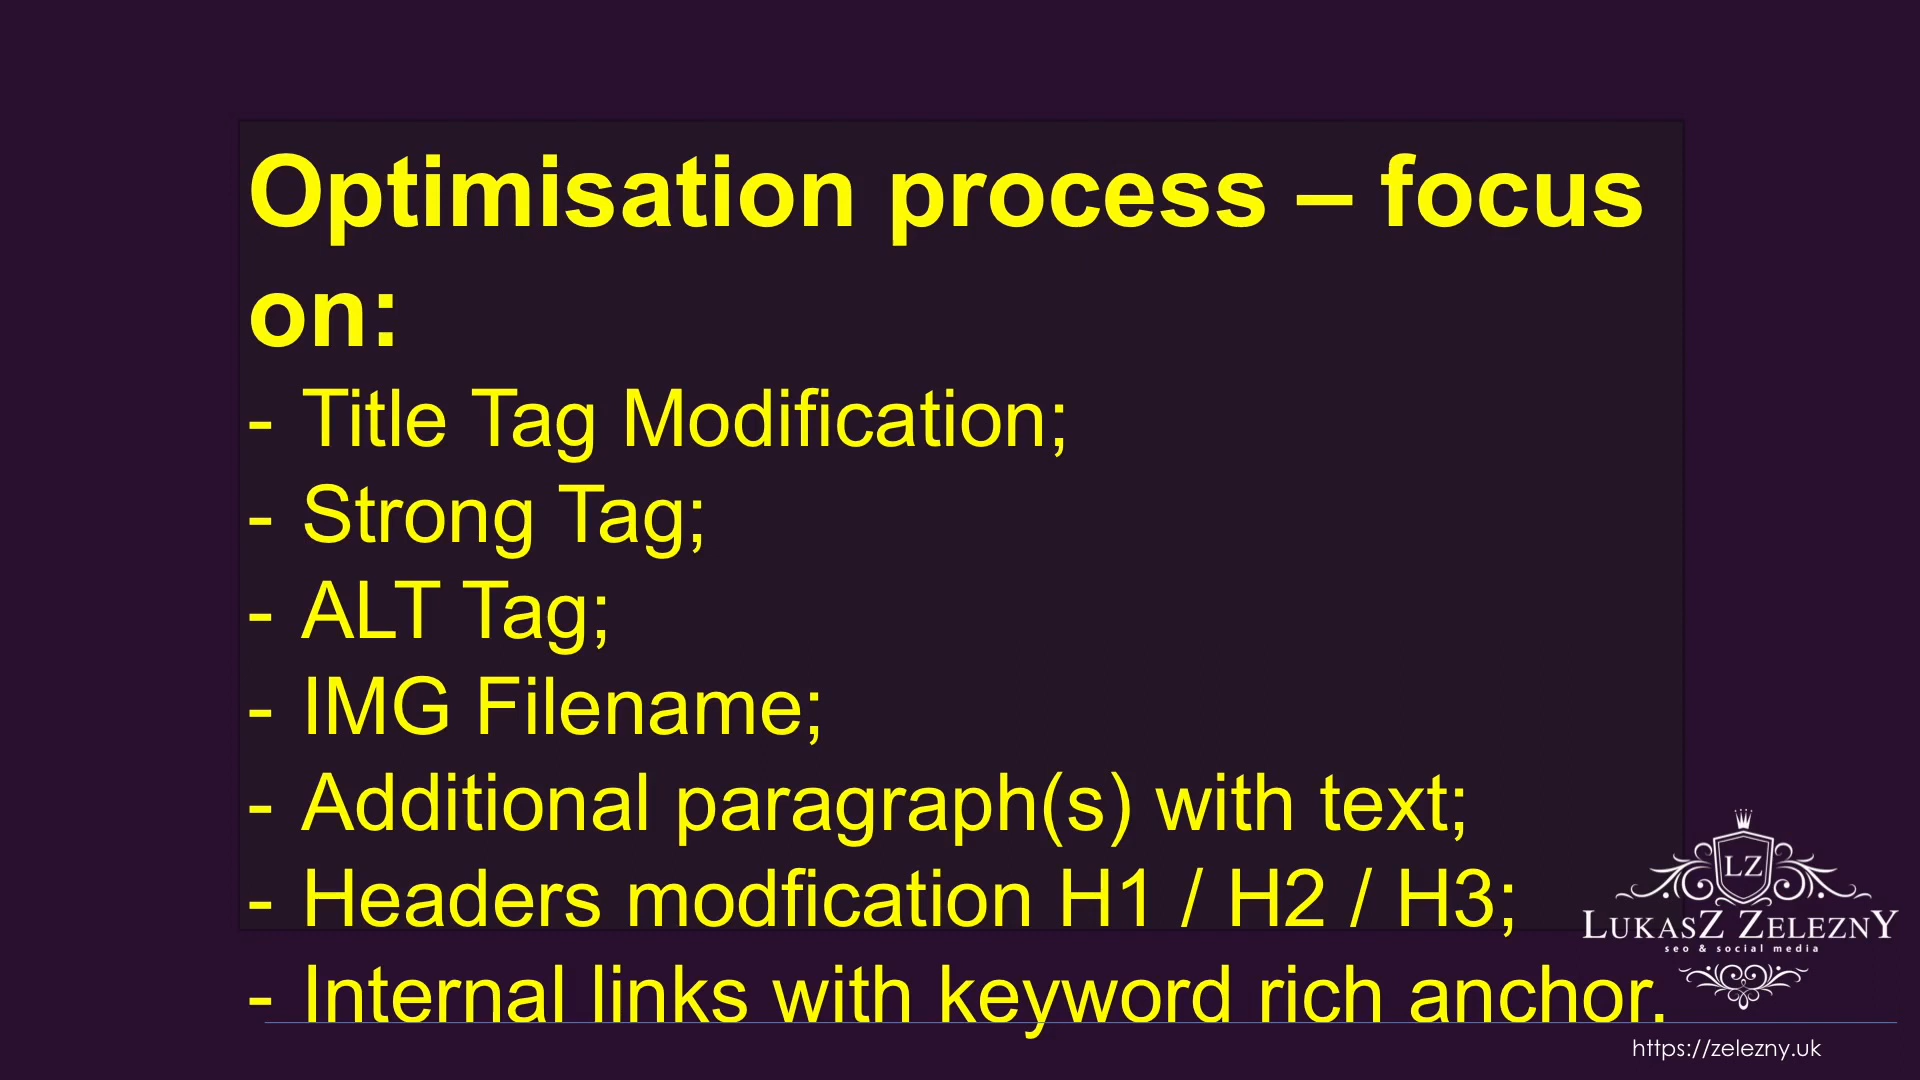 Optimisation process – focus
on:
- Title Tag Modification;
- Strong Tag;
- ALT Tag;
- IMG Filename;
- Additional paragraph(s) with text;
- Headers modfication H1 / H2 / H3;
- Internal links with keyword rich anchor.
LZ
LUKASZ ZELEZNY
seo & social media
https://zelezny.uk